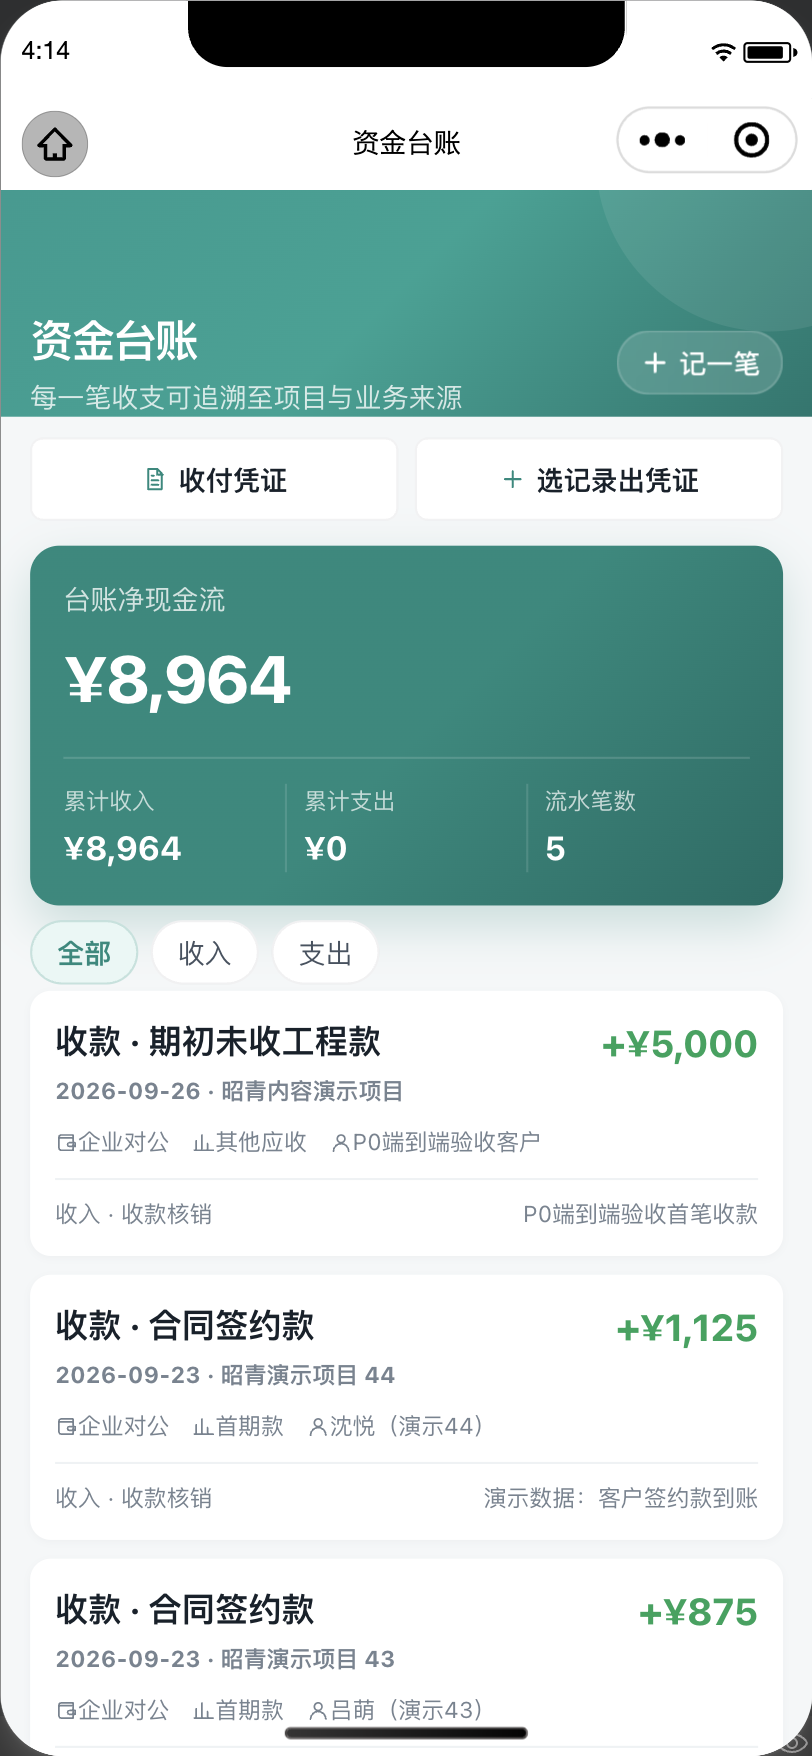 4:14
资金台账
资金台账
每一笔收支可追溯至项目与业务来源
+ 记一笔
收付凭证
+ 选记录出凭证
台账净现金流
¥8,964
累计收入
累计支出
流水笔数
¥8,964
¥0
5
全部
收入
支出
收款 · 期初未收工程款
+¥5,000
2026-09-26 · 昭青内容演示项目
企业对公 其他应收 P0端到端验收客户
收入 · 收款核销
P0端到端验收首笔收款
收款 · 合同签约款
+¥1,125
2026-09-23 · 昭青演示项目 44
企业对公 首期款 沈悦（演示44）
收入 · 收款核销
演示数据：客户签约款到账
收款 · 合同签约款
+¥875
2026-09-23 · 昭青演示项目 43
企业对公 首期款 吕萌（演示43）